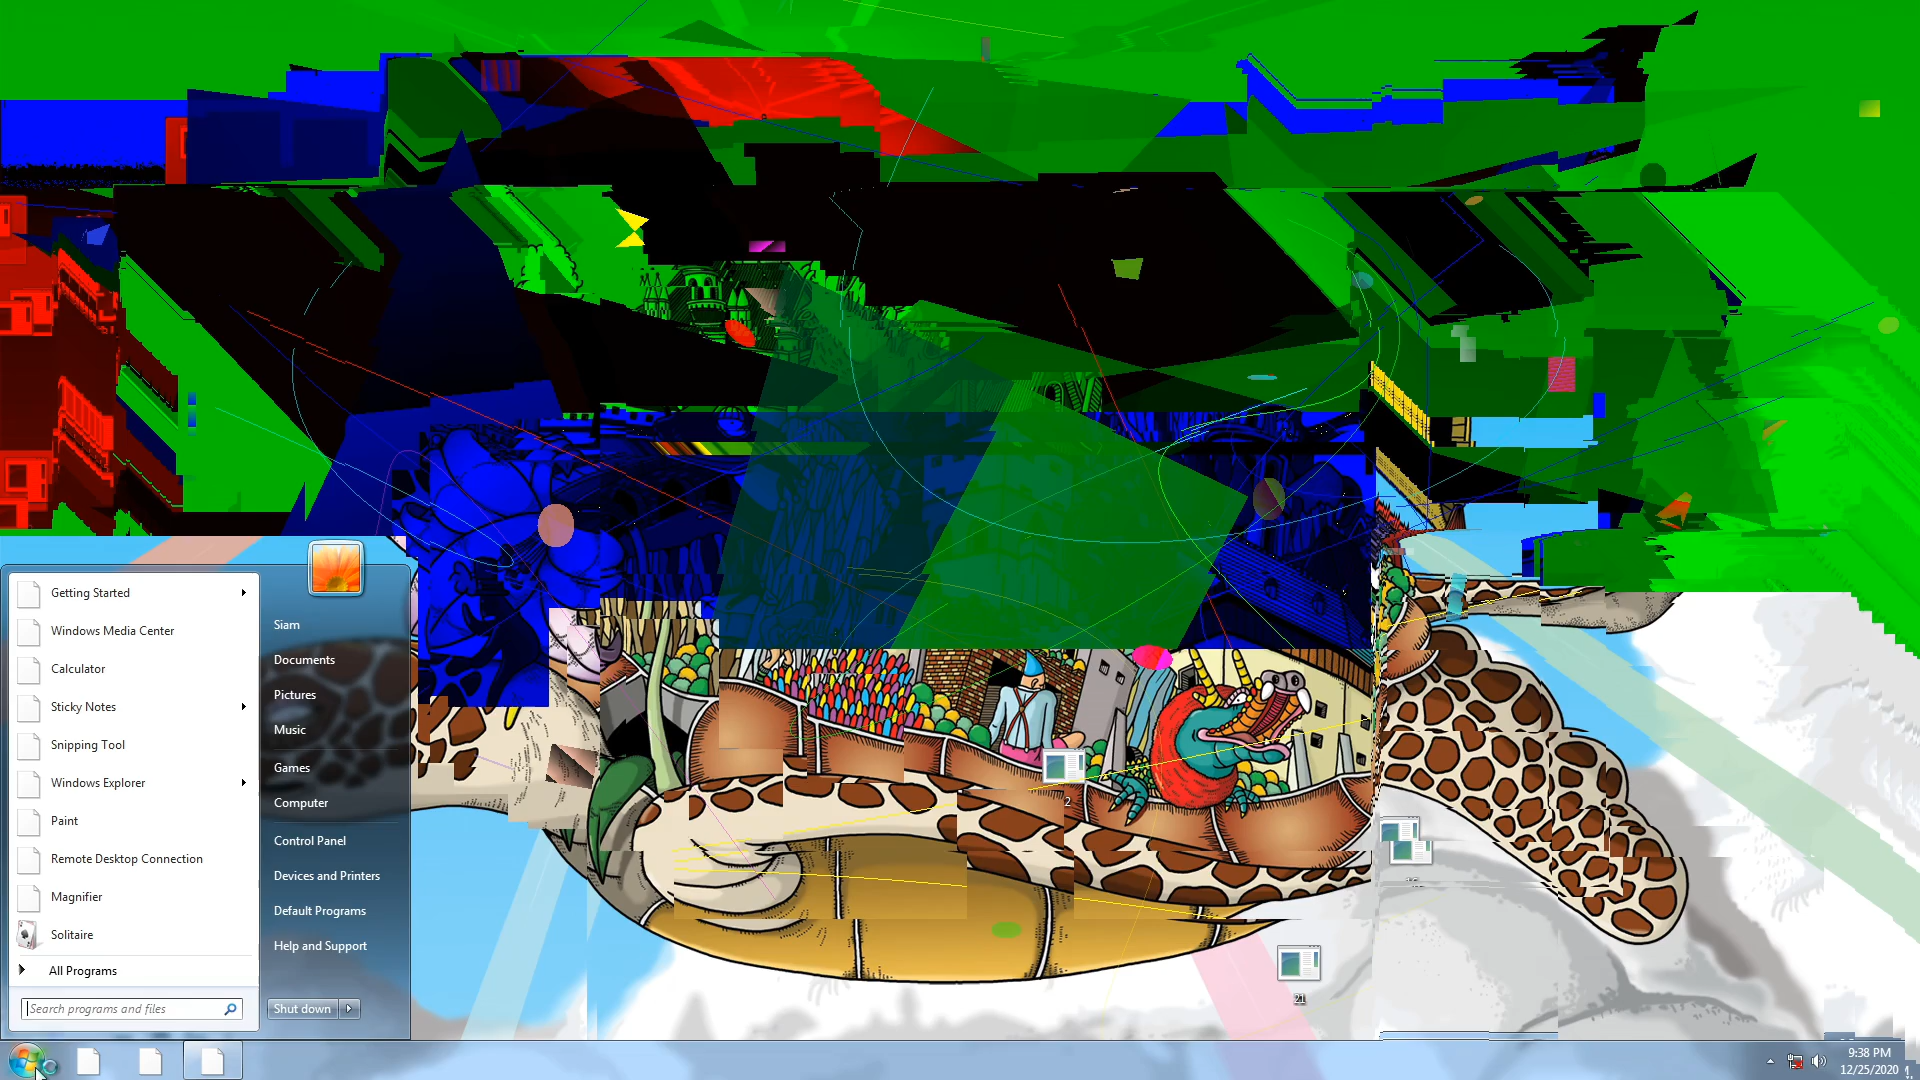 Getting Started
Windows Media Center
Calculator
Sticky Notes
Snipping Tool
Windows Explorer
Paint
Remote Desktop Connection
Magnifier
Solitaire
All Programs
Search programs and files
Siam
Documents
Pictures
Music
Games
Computer
Control Panel
Devices and Printers
Default Programs
Help and Support
Shut down
2
21
9:38 PM
12/25/2020